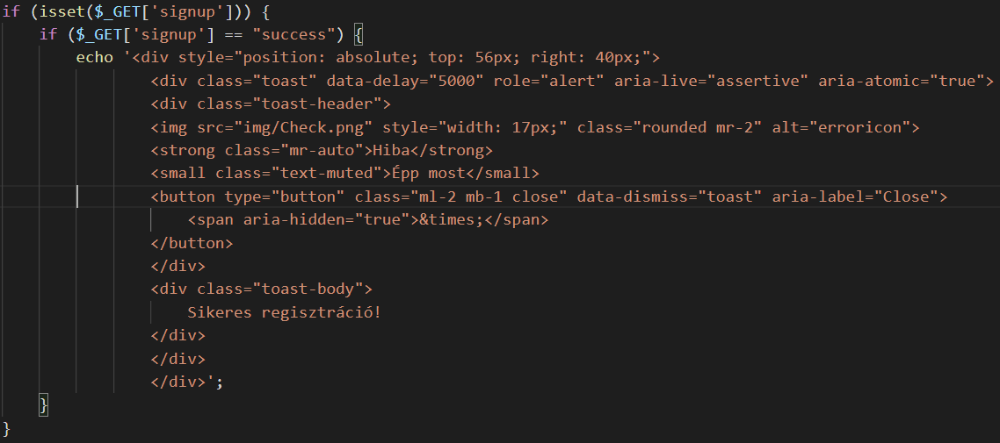 if (isset($_GET['signup'])) {
if ($_GET['signup'] == "success") {
echo '<div style="position: absolute; top: 56px; right: 40px;">
<div class="toast" data-delay="5000" role="alert" aria-live="assertive" aria-atomic="true">
<div class="toast-header">
<img src="img/Check.png" style="width: 17px;" class="rounded mr-2" alt="erroricon">
<strong class="mr-auto">Hiba</strong>
<small class="text-muted">Épp most</small>
<button type="button" class="ml-2 mb-1 close" data-dismiss="toast" aria-label="Close">
<span aria-hidden="true">&times;</span>
</button>
</div>
<div class="toast-body">
Sikeres regisztráció!
</div>
</div>
</div>';
}
}